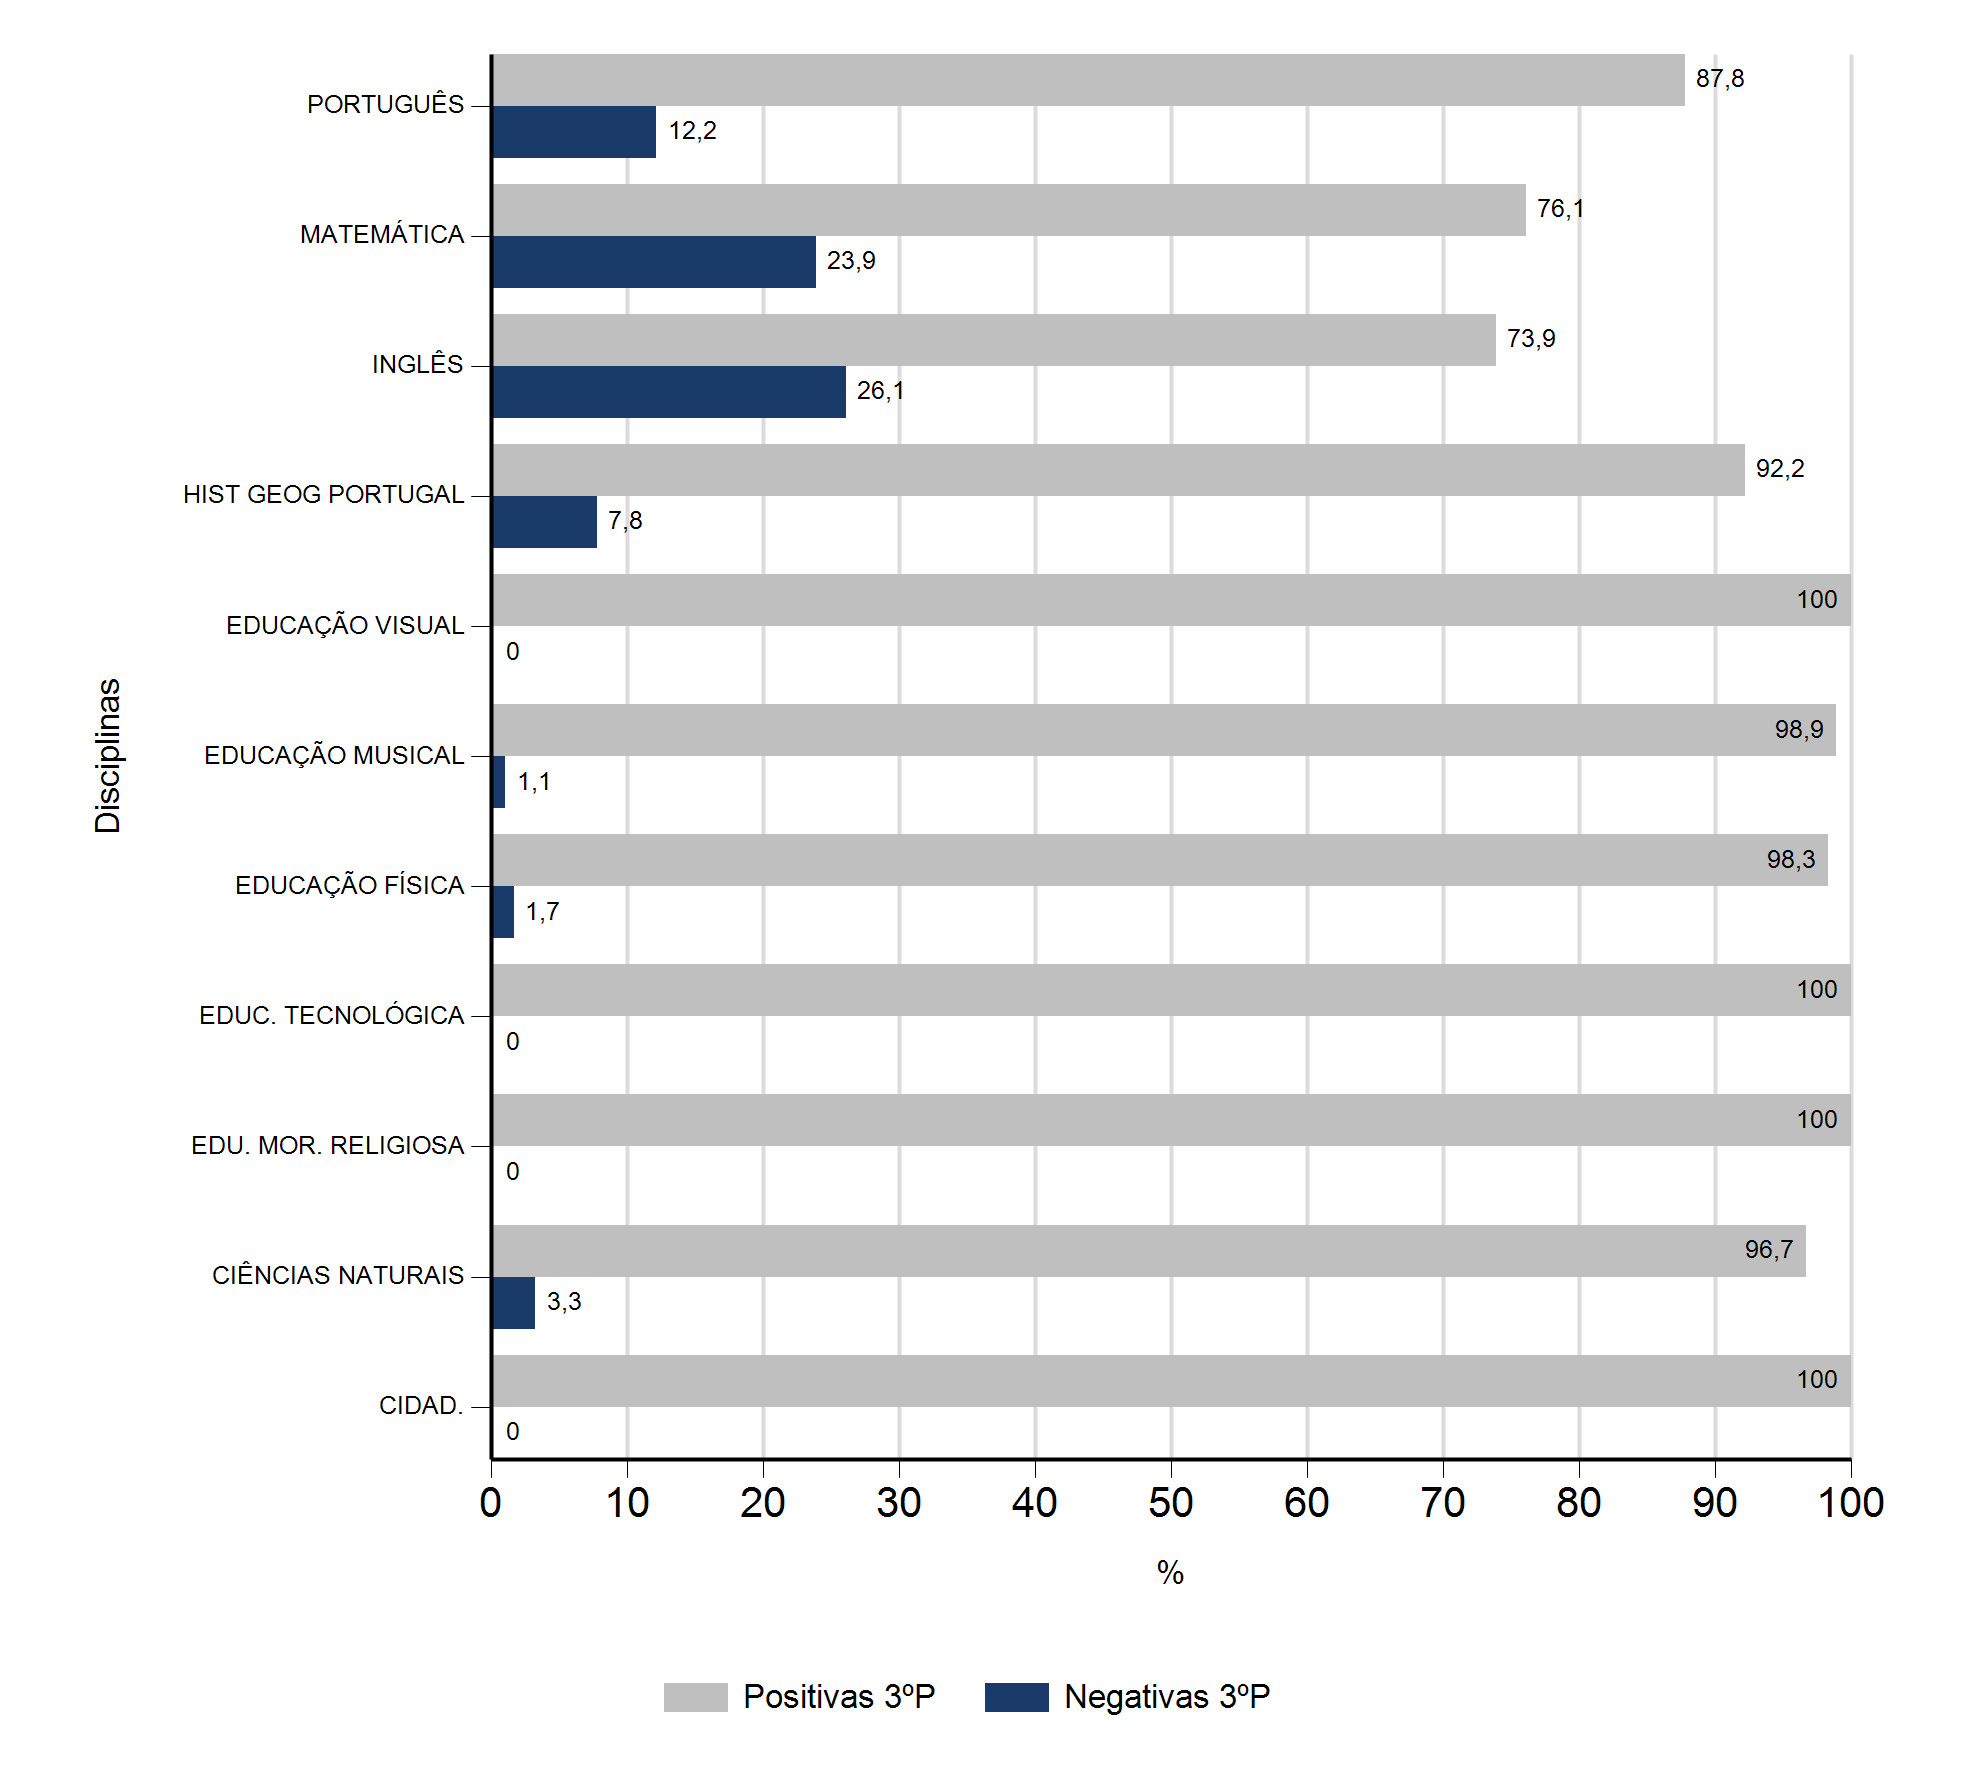 87,8
PORTUGUÊS
12,2
76,1
MATEMÁTICA
23,9
73,9
INGLÊS
26,1
92,2
HIST GEOG PORTUGAL
7,8
100
EDUCAÇÃO VISUAL
0
Disciplinas
98,9
EDUCAÇÃO MUSICAL
1,1
98,3
EDUCAÇÃO FÍSICA
1,7
100
EDUC. TECNOLÓGICA
0
100
EDU. MOR. RELIGIOSA
0
96,7
CIÊNCIAS NATURAIS
3,3
100
CIDAD.
0
0 10 20 30 40 50 60 70 80 90 100
%
Positivas 3ºP Negativas 3ºP